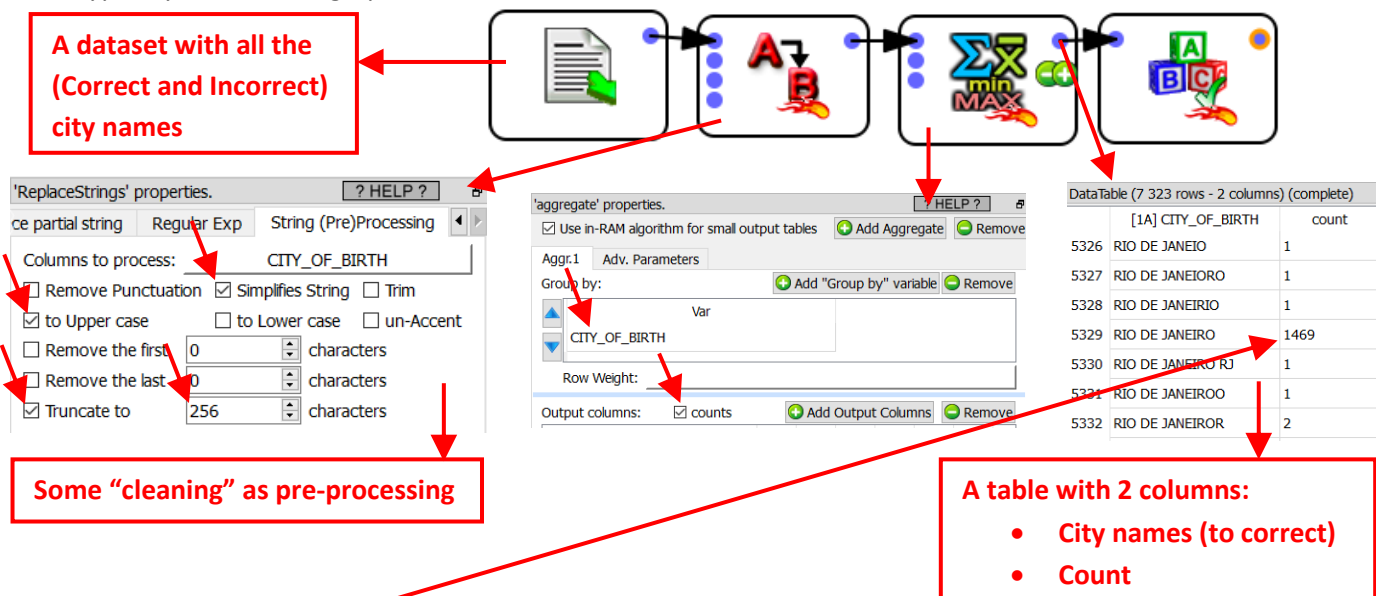 A dataset with all the
(Correct and Incorrect)
city names
A
B
Σx
min
MAX
A
B C
'ReplaceStrings' properties.
? HELP ?
ce partial string Regular Exp String (Pre)Processing
Columns to process: CITY_OF_BIRTH
Remove Punctuation Simplifies String Trim
to Upper case to Lower case un-Accent
Remove the first 0 characters
Remove the last 0 characters
Truncate to 256 characters
'aggregate' properties.
? HELP ?
Use in-RAM algorithm for small output tables Add Aggregate Remove
Aggr.1 Adv. Parameters
Group by: Add "Group by" variable Remove
Var
CITY_OF_BIRTH
Row Weight:
Output columns: counts Add Output Columns Remove
DataTable (7 323 rows - 2 columns) (complete)
[1A] CITY_OF_BIRTH count
5326 RIO DE JANEIO 1
5327 RIO DE JANEIORO 1
5328 RIO DE JANEIRIO 1
5329 RIO DE JANEIRO 1469
5330 RIO DE JANEIRO RJ 1
5331 RIO DE JANEIROO 1
5332 RIO DE JANEIROR 2
Some “cleaning” as pre-processing
A table with 2 columns:
• City names (to correct)
• Count